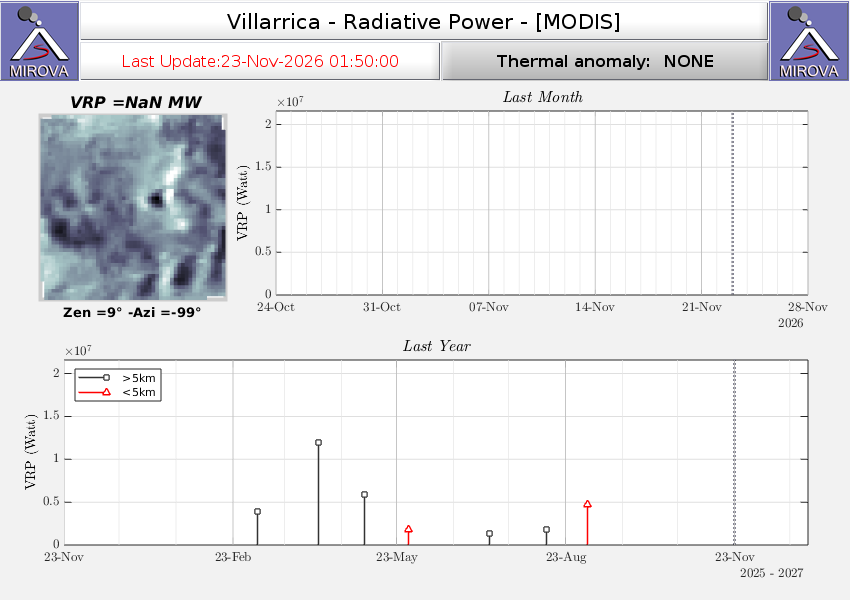 Villarrica - Radiative Power - [MODIS]
MIROVA
Last Update:23-Nov-2026 01:50:00
Thermal anomaly: NONE
MIROVA
VRP =NaN MW
Zen =9° -Azi =-99°
Last Month
×10⁷
VRP (Watt)
2
1.5
1
0.5
0
24-Oct 31-Oct 07-Nov 14-Nov 21-Nov 28-Nov
2026
Last Year
×10⁷
VRP (Watt)
2
1.5
1
0.5
0
>5km
<5km
23-Nov 23-Feb 23-May 23-Aug 23-Nov
2025 - 2027